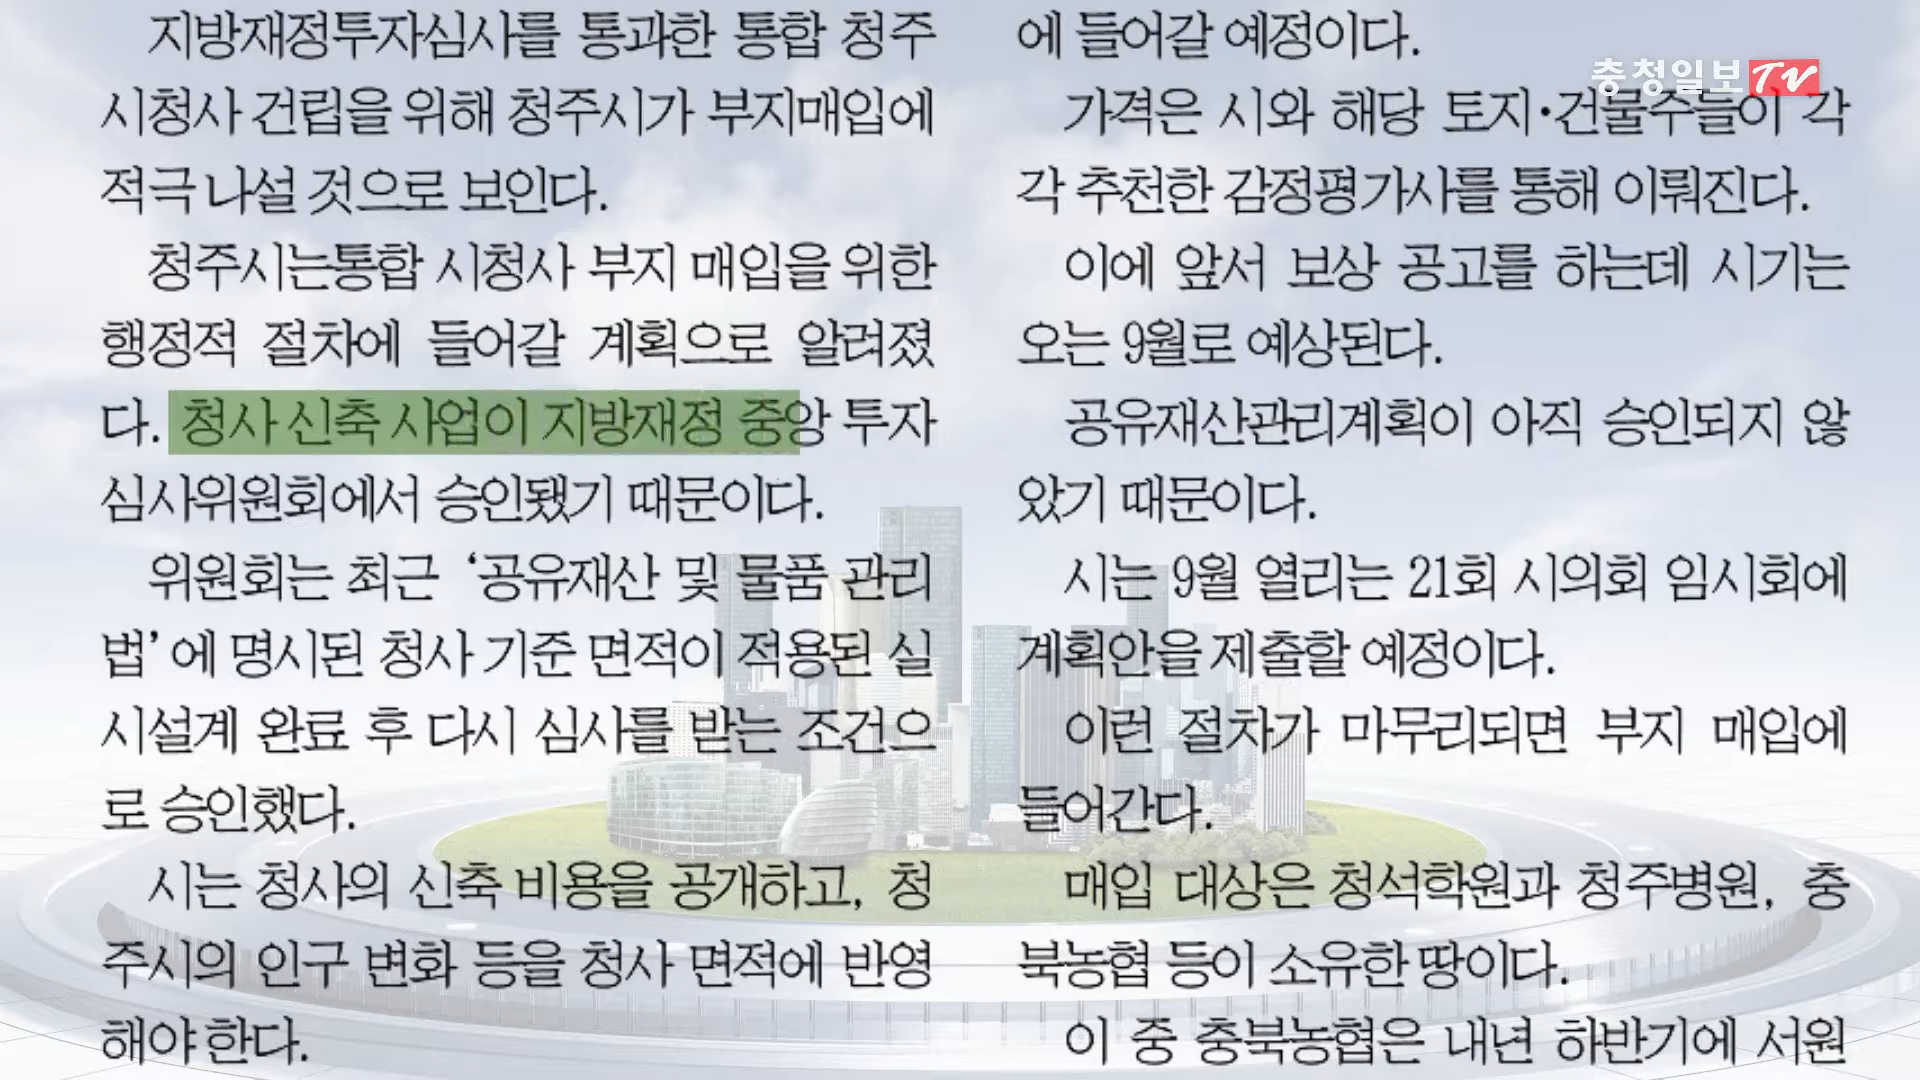 지방재정투자심사를 통과한 통합 청주
시청사 건립을 위해 청주시가 부지매입에
적극 나설 것으로 보인다.
청주시는통합 시청사 부지 매입을 위한
행정적 절차에 들어갈 계획으로 알려졌
다. 청사 신축 사업이 지방재정 중앙 투자
심사위원회에서 승인됐기 때문이다.
위원회는 최근 ‘공유재산 및 물품 관리
법’에 명시된 청사 기준 면적이 적용된 실
시설계 완료 후 다시 심사를 받는 조건으
로 승인했다.
시는 청사의 신축 비용을 공개하고, 청
주시의 인구 변화 등을 청사 면적에 반영
해야 한다.
에 들어갈 예정이다.
충청일보TV
가격은 시와 해당 토지·건물주들이 각
각 추천한 감정평가사를 통해 이뤄진다.
이에 앞서 보상 공고를 하는데 시기는
오는 9월로 예상된다.
공유재산관리계획이 아직 승인되지 않
았기 때문이다.
시는 9월 열리는 21회 시의회 임시회에
계획안을 제출할 예정이다.
이런 절차가 마무리되면 부지 매입에
들어간다.
매입 대상은 청석학원과 청주병원, 충
북농협 등이 소유한 땅이다.
이 중 충북농협은 내년 하반기에 서원